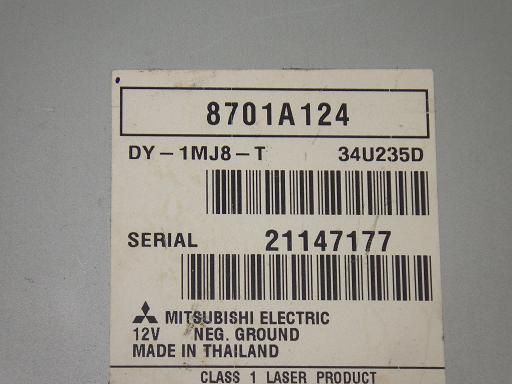 8701A124
DY-1MJ8-T 34U235D
SERIAL 21147177
MITSUBISHI ELECTRIC
12V NEG. GROUND
MADE IN THAILAND
CLASS 1 LASER PRODUCT